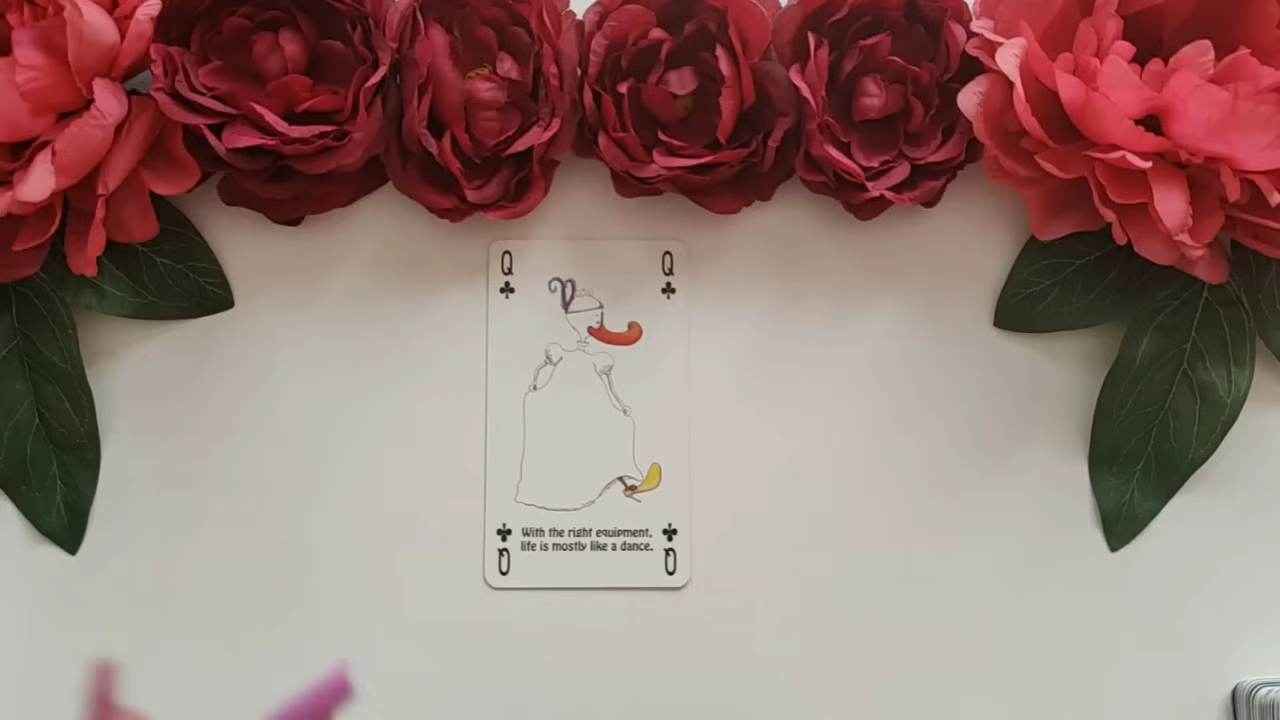 Q Q
With the right equipment,
life is mostly like a dance.
Q Q